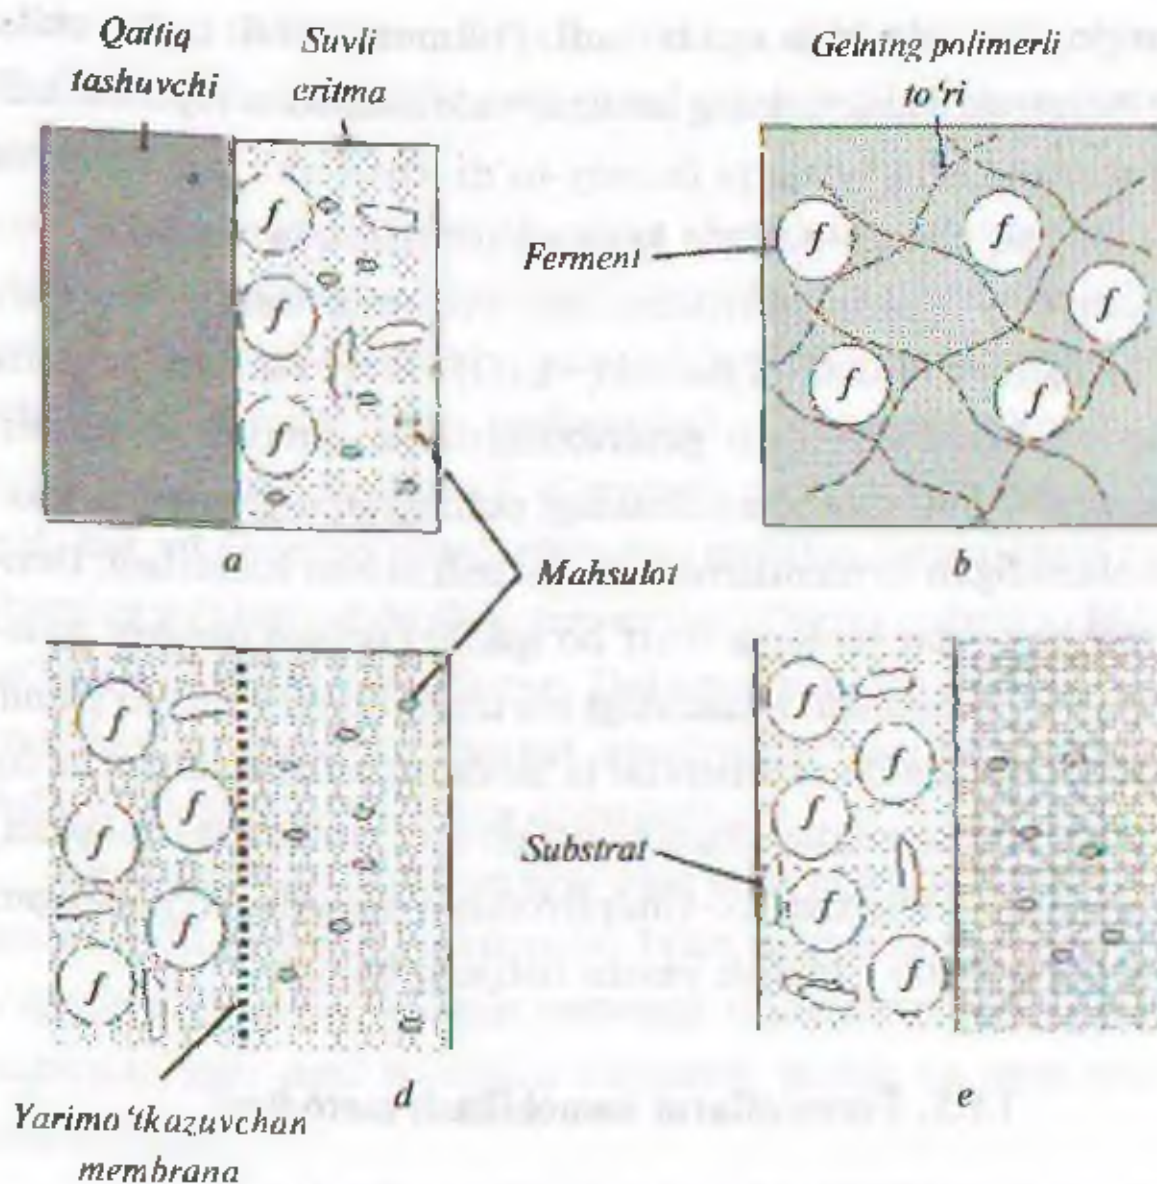 Qattiq
tashuvchi
Suvli
eritma
Gelning polimerli
to‘ri
f
f
f
Ferment
f
f
f
f
f
a
b
Mahsulot
f
f
f
f
f
Substrat
f
f
f
f
f
d
e
Yarimo‘tkazuvchan
membrana